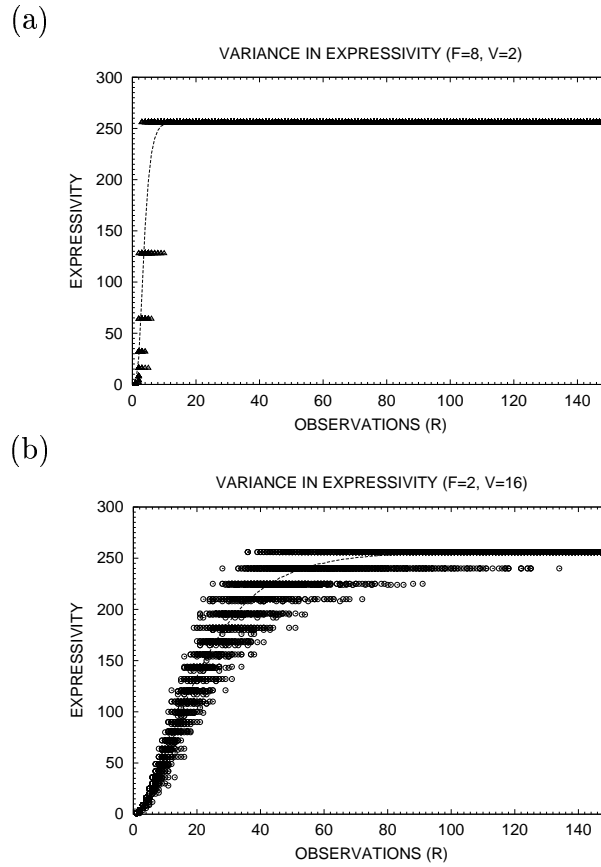 (a)
VARIANCE IN EXPRESSIVITY (F=8, V=2)
300
250
200
150
100
50
0
EXPRESSIVITY
0 20 40 60 80 100 120 140
OBSERVATIONS (R)
(b)
VARIANCE IN EXPRESSIVITY (F=2, V=16)
300
250
200
150
100
50
0
EXPRESSIVITY
0 20 40 60 80 100 120 140
OBSERVATIONS (R)